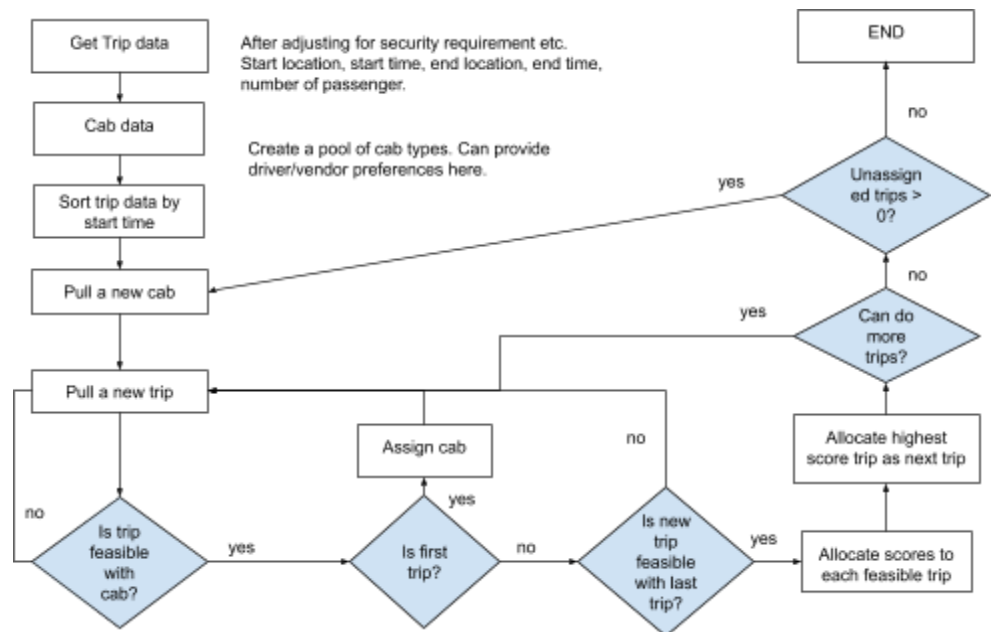 Get Trip data
After adjusting for security requirement etc.
Start location, start time, end location, end time,
number of passenger.
END
no
Cab data
Create a pool of cab types. Can provide
driver/vendor preferences here.
Unassign
ed trips >
0?
yes
Sort trip data by
start time
no
Pull a new cab
yes
Can do
more
trips?
Pull a new trip
Assign cab
no
Allocate highest
score trip as next trip
no
yes
Is trip
feasible
with
cab?
yes
Is first
trip?
no
Is new
trip
feasible
with last
trip?
yes
Allocate scores to
each feasible trip